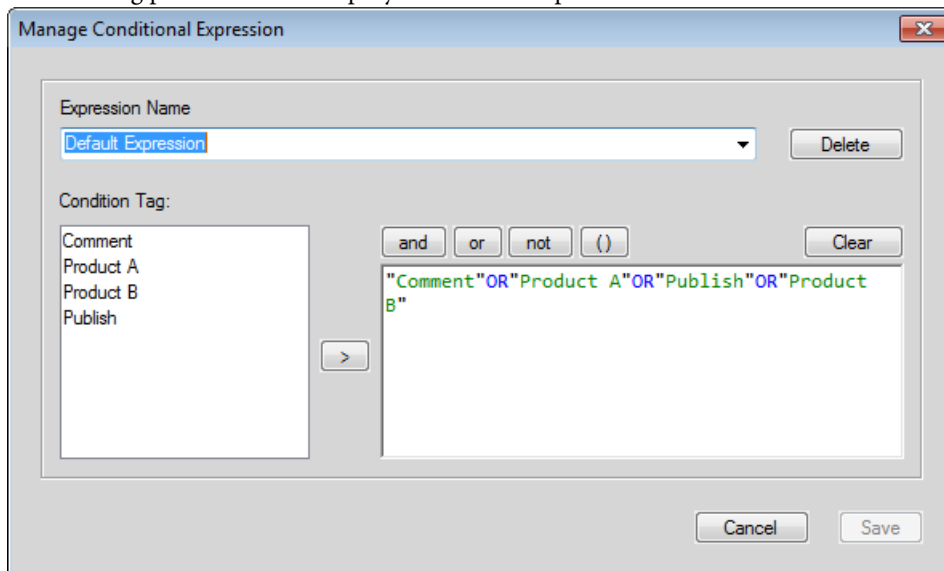 Manage Conditional Expression
Expression Name
Default Expression
Delete
Condition Tag:
Comment
Product A
Product B
Publish
>
and or not () Clear
"Comment"OR"Product A"OR"Publish"OR"Product
B"
Cancel Save